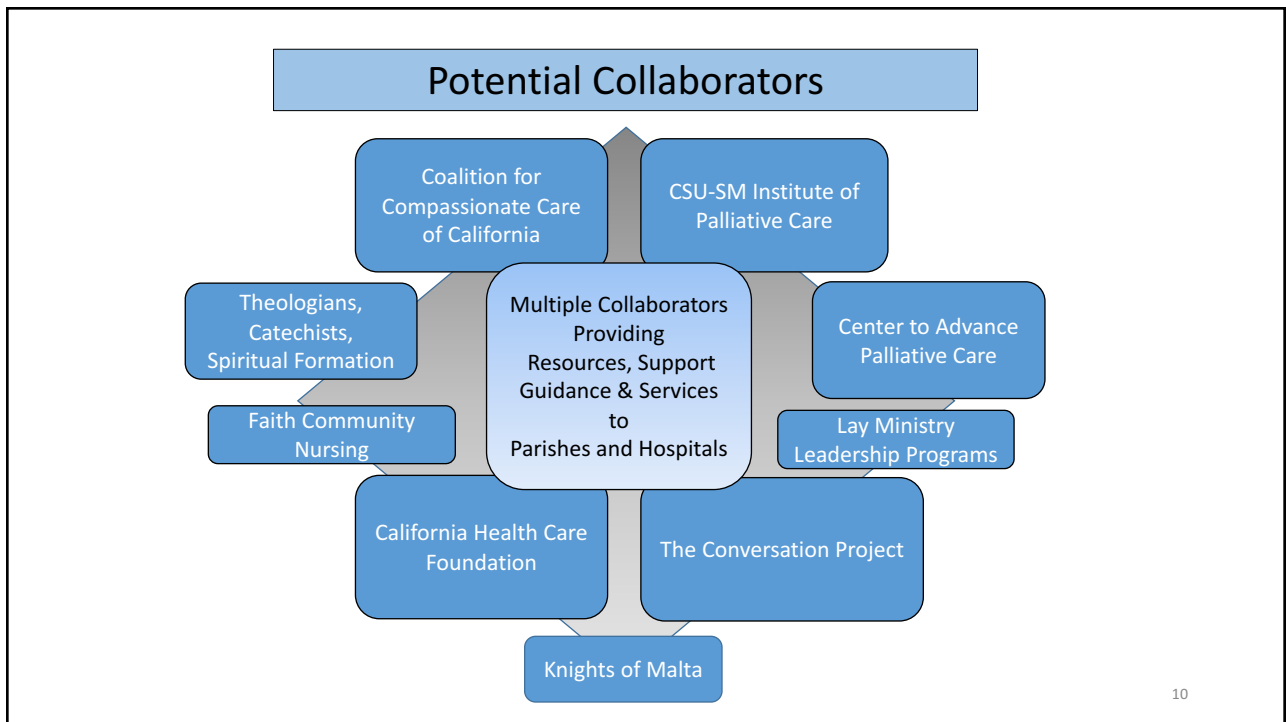 Potential Collaborators
Coalition for
Compassionate Care
of California
CSU-SM Institute of
Palliative Care
Theologians,
Catechists,
Spiritual Formation
Multiple Collaborators
Providing
Resources, Support
Guidance & Services
to
Parishes and Hospitals
Center to Advance
Palliative Care
Faith Community
Nursing
Lay Ministry
Leadership Programs
California Health Care
Foundation
The Conversation Project
Knights of Malta
10